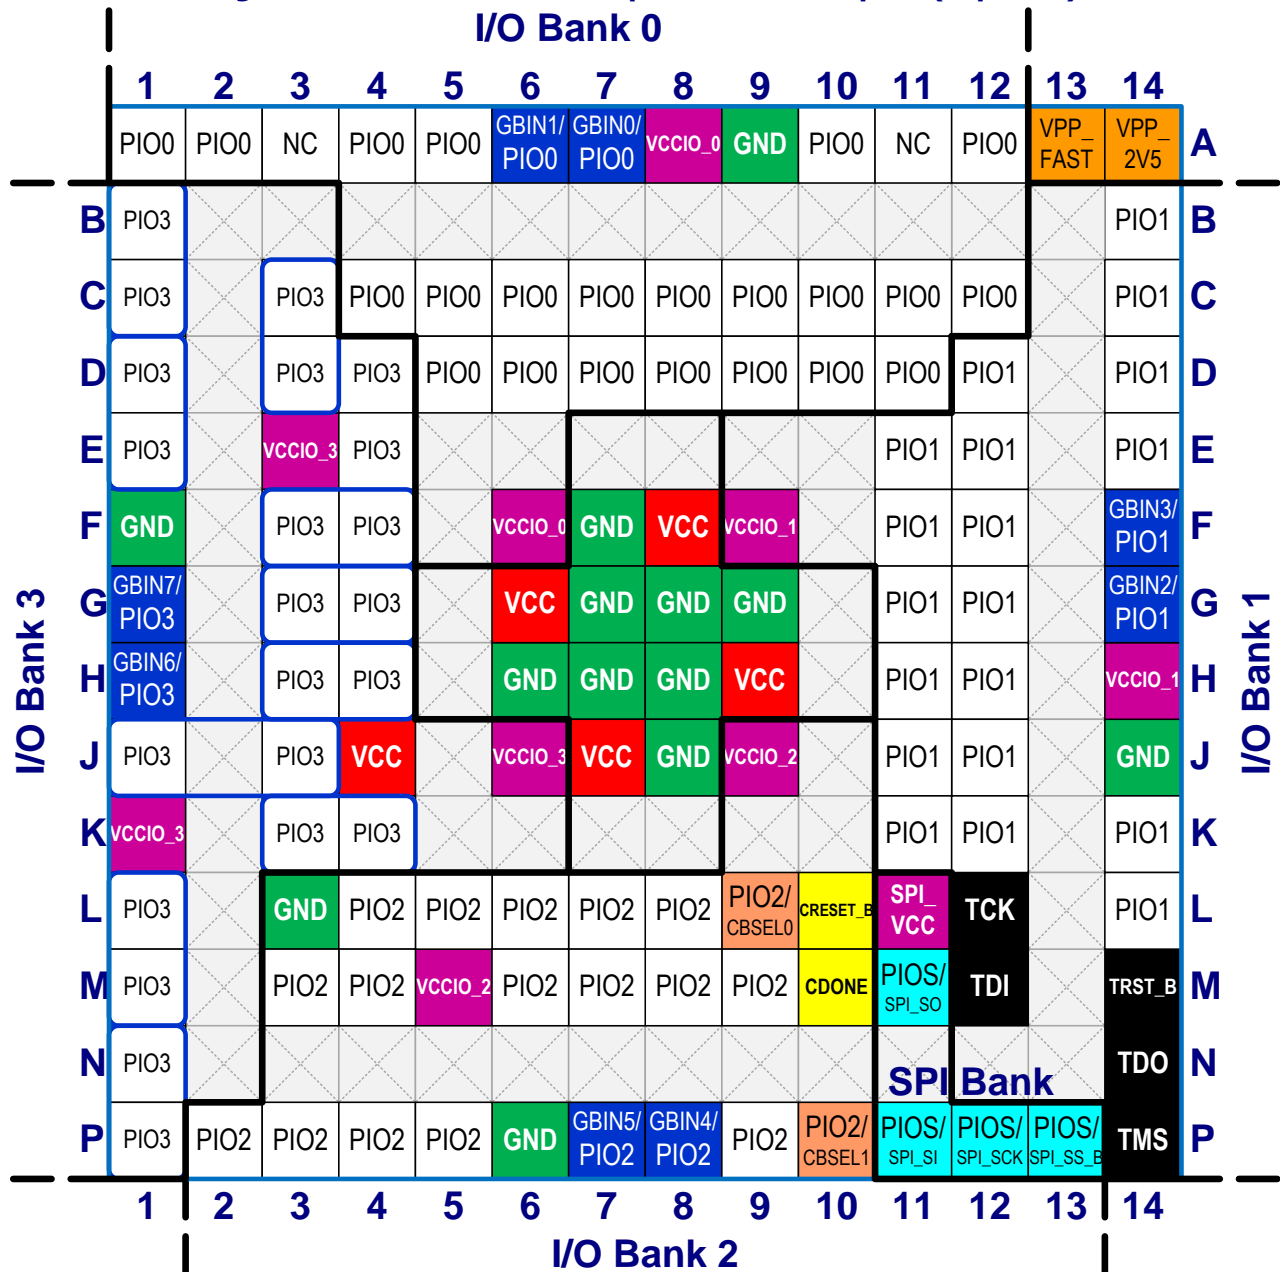 I/O Bank 0
1 2 3 4 5 6 7 8 9 10 11 12 13 14
PIO0 PIO0 NC PIO0 PIO0 GBIN1/ PIO0 GBIN0/ PIO0 VCCIO_0 GND PIO0 NC PIO0 VPP_ FAST VPP_ 2V5 A
B PIO3 PIO1 B
C PIO3 PIO3 PIO0 PIO0 PIO0 PIO0 PIO0 PIO0 PIO0 PIO0 PIO0 PIO1 C
D PIO3 PIO3 PIO3 PIO0 PIO0 PIO0 PIO0 PIO0 PIO0 PIO0 PIO1 PIO1 D
E PIO3 VCCIO_3 PIO3 PIO1 PIO1 PIO1 E
F GND PIO3 PIO3 VCCIO_0 GND VCC VCCIO_1 PIO1 PIO1 GBIN3/ PIO1 F
G GBIN7/ PIO3 PIO3 PIO3 VCC GND GND GND PIO1 PIO1 GBIN2/ PIO1 G
H GBIN6/ PIO3 PIO3 PIO3 GND GND GND VCC PIO1 PIO1 VCCIO_1 H
J PIO3 PIO3 VCC VCCIO_3 VCC GND VCCIO_2 PIO1 PIO1 GND J
K VCCIO_3 PIO3 PIO3 PIO1 PIO1 PIO1 K
L PIO3 GND PIO2 PIO2 PIO2 PIO2 PIO2 PIO2/ CBSEL0 CRESET_B SPI_ VCC TCK PIO1 L
M PIO3 PIO2 PIO2 VCCIO_2 PIO2 PIO2 PIO2 PIO2 CDONE PIOS/ SPI_SO TDI TRST_B M
N PIO3 SPI Bank TDO N
P PIO3 PIO2 PIO2 PIO2 PIO2 GND GBIN5/ PIO2 GBIN4/ PIO2 PIO2 PIO2/ CBSEL1 PIOS/ SPI_SI PIOS/ SPI_SCK PIOS/ SPI_SS_B TMS P
1 2 3 4 5 6 7 8 9 10 11 12 13 14
I/O Bank 2
I/O Bank 3
I/O Bank 1